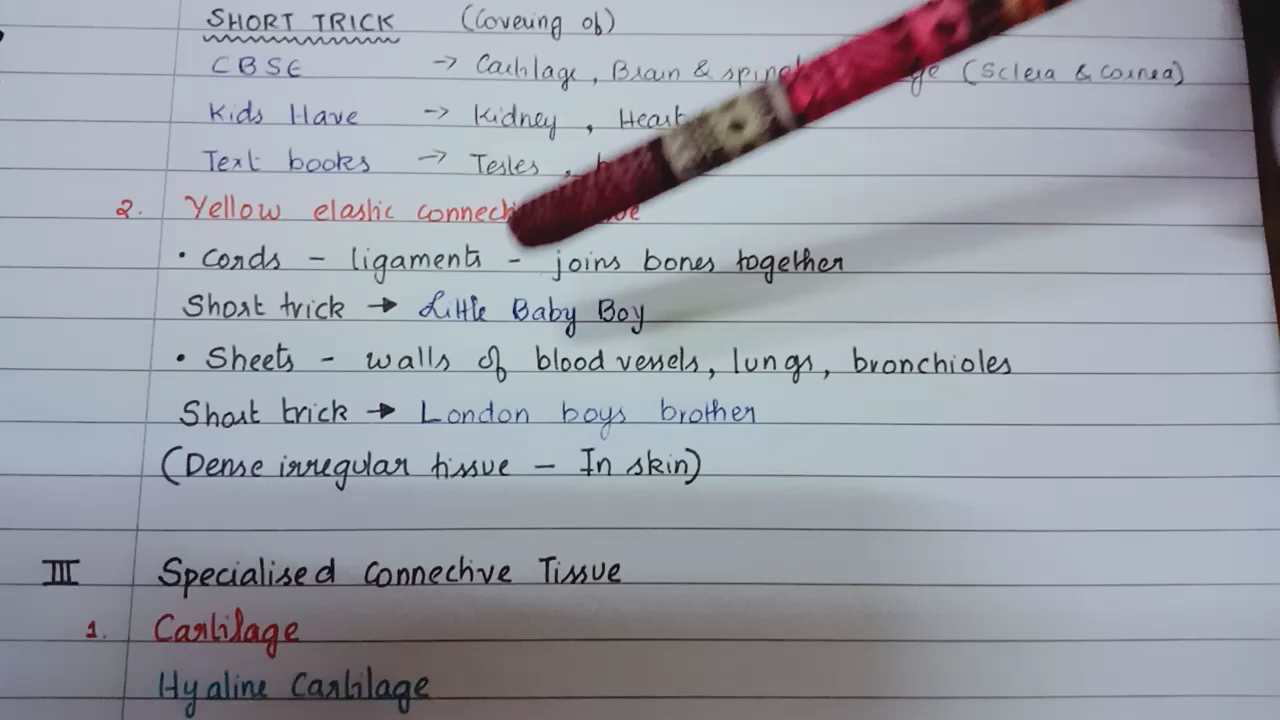 SHORT TRICK (Covering of)
CBSE → Cartilage, Brain & spinal (Sclera & Cornea)
Kids Have → Kidney, Heart
Text books → Testes,
2. Yellow elastic connective
• Cords - ligaments - joins bones together
Short trick → Little Baby Boy
• Sheets - walls of blood vessels, lungs, bronchioles
Short trick → London boys brother
(Dense irregular tissue - In skin)
III Specialised Connective Tissue
1. Cartilage
Hyaline Cartilage